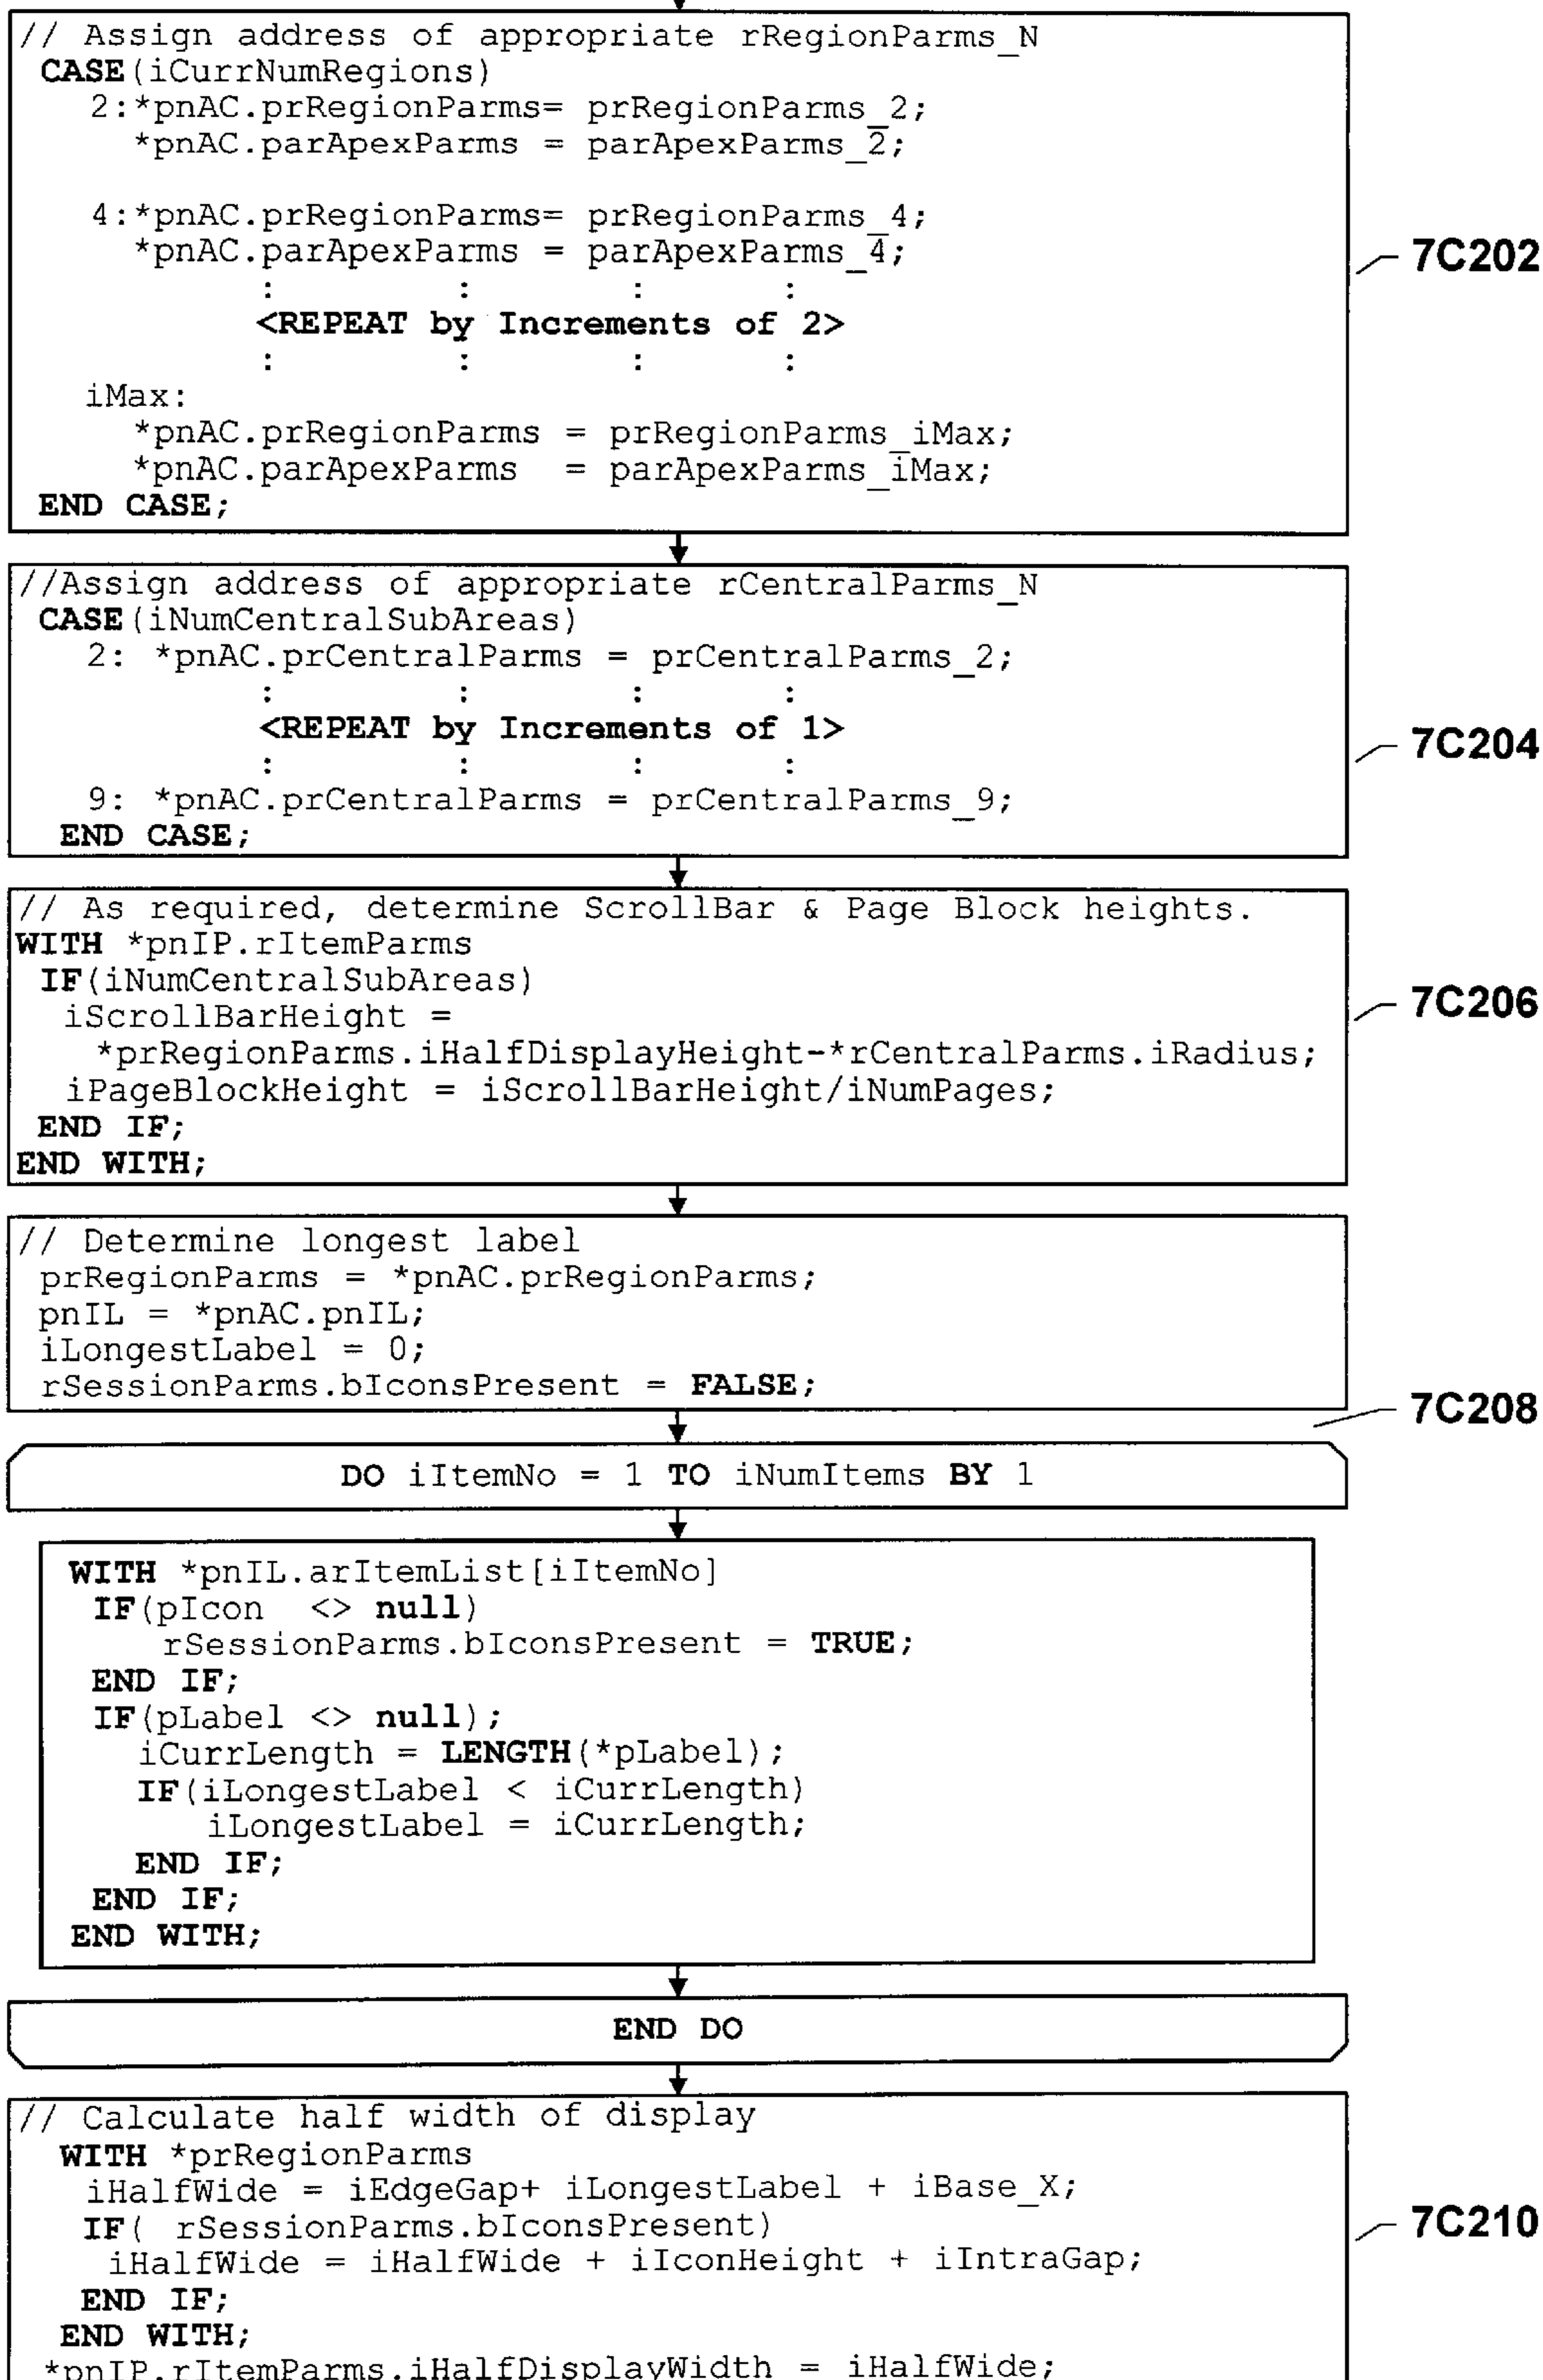 // Assign address of appropriate rRegionParms_N
CASE(iCurrNumRegions)
2:*pnAC.prRegionParms= prRegionParms_2;
*pnAC.parApexParms = parApexParms_2;
4:*pnAC.prRegionParms= prRegionParms_4;
*pnAC.parApexParms = parApexParms_4;
: : : :
<REPEAT by Increments of 2>
: : : :
iMax:
*pnAC.prRegionParms = prRegionParms_iMax;
*pnAC.parApexParms = parApexParms_iMax;
END CASE;
7C202
//Assign address of appropriate rCentralParms_N
CASE(iNumCentralSubAreas)
2: *pnAC.prCentralParms = prCentralParms_2;
: : : :
<REPEAT by Increments of 1>
: : : :
9: *pnAC.prCentralParms = prCentralParms_9;
END CASE;
7C204
// As required, determine ScrollBar & Page Block heights.
WITH *pnIP.rItemParms
IF(iNumCentralSubAreas)
iScrollBarHeight =
*prRegionParms.iHalfDisplayHeight-*rCentralParms.iRadius;
iPageBlockHeight = iScrollBarHeight/iNumPages;
END IF;
END WITH;
7C206
// Determine longest label
prRegionParms = *pnAC.prRegionParms;
pnIL = *pnAC.pnIL;
iLongestLabel = 0;
rSessionParms.bIconsPresent = FALSE;
7C208
DO iItemNo = 1 TO iNumItems BY 1
WITH *pnIL.arItemList[iItemNo]
IF(pIcon <> null)
rSessionParms.bIconsPresent = TRUE;
END IF;
IF(pLabel <> null);
iCurrLength = LENGTH(*pLabel);
IF(iLongestLabel < iCurrLength)
iLongestLabel = iCurrLength;
END IF;
END IF;
END WITH;
END DO
// Calculate half width of display
WITH *prRegionParms
iHalfWide = iEdgeGap+ iLongestLabel + iBase_X;
IF( rSessionParms.bIconsPresent)
iHalfWide = iHalfWide + iIconHeight + iIntraGap;
END IF;
END WITH;
*pnIP.rItemParms.iHalfDisplayWidth = iHalfWide;
7C210